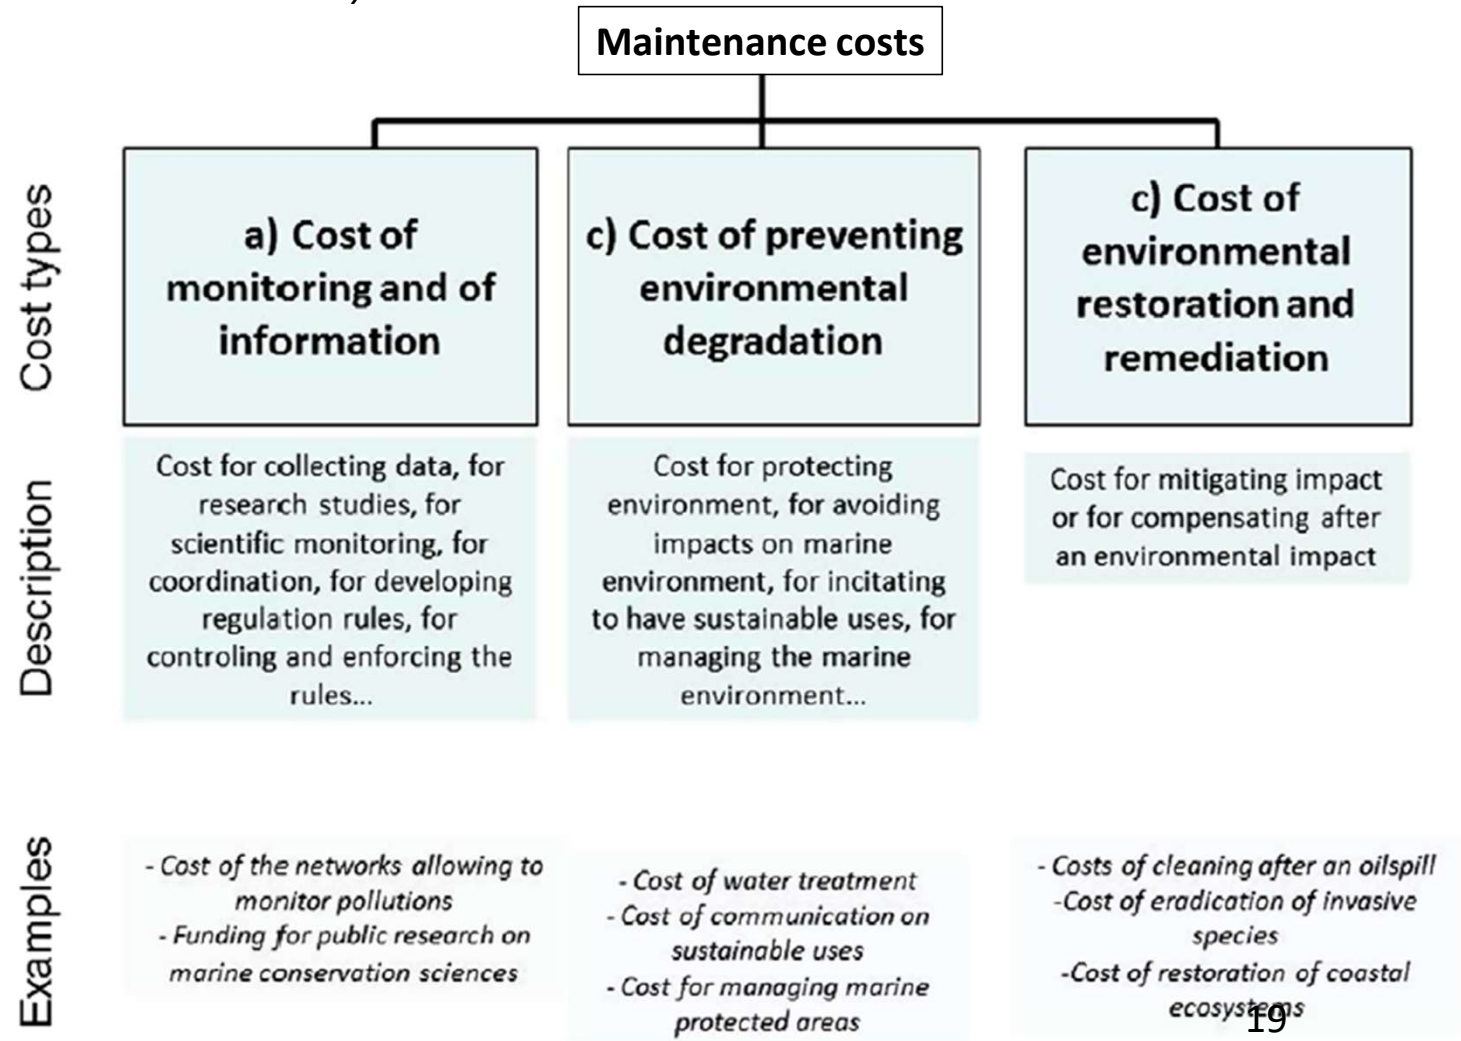 Maintenance costs
Cost types
a) Cost of
monitoring and of
information
c) Cost of preventing
environmental
degradation
c) Cost of
environmental
restoration and
remediation
Description
Cost for collecting data, for
research studies, for
scientific monitoring, for
coordination, for developing
regulation rules, for
controling and enforcing the
rules...
Cost for protecting
environment, for avoiding
impacts on marine
environment, for incitating
to have sustainable uses, for
managing the marine
environment...
Cost for mitigating impact
or for compensating after
an environmental impact
Examples
- Cost of the networks allowing to
monitor pollutions
- Funding for public research on
marine conservation sciences
- Cost of water treatment
- Cost of communication on
sustainable uses
- Cost for managing marine
protected areas
- Costs of cleaning after an oilspill
-Cost of eradication of invasive
species
-Cost of restoration of coastal
ecosystems
19